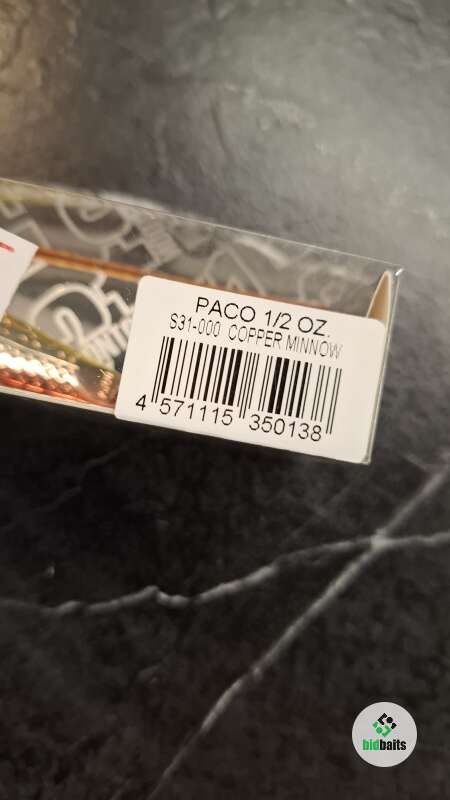 PACO 1/2 OZ.
S31-000 COPPER MINNOW
4 571115 350138
bidbaits